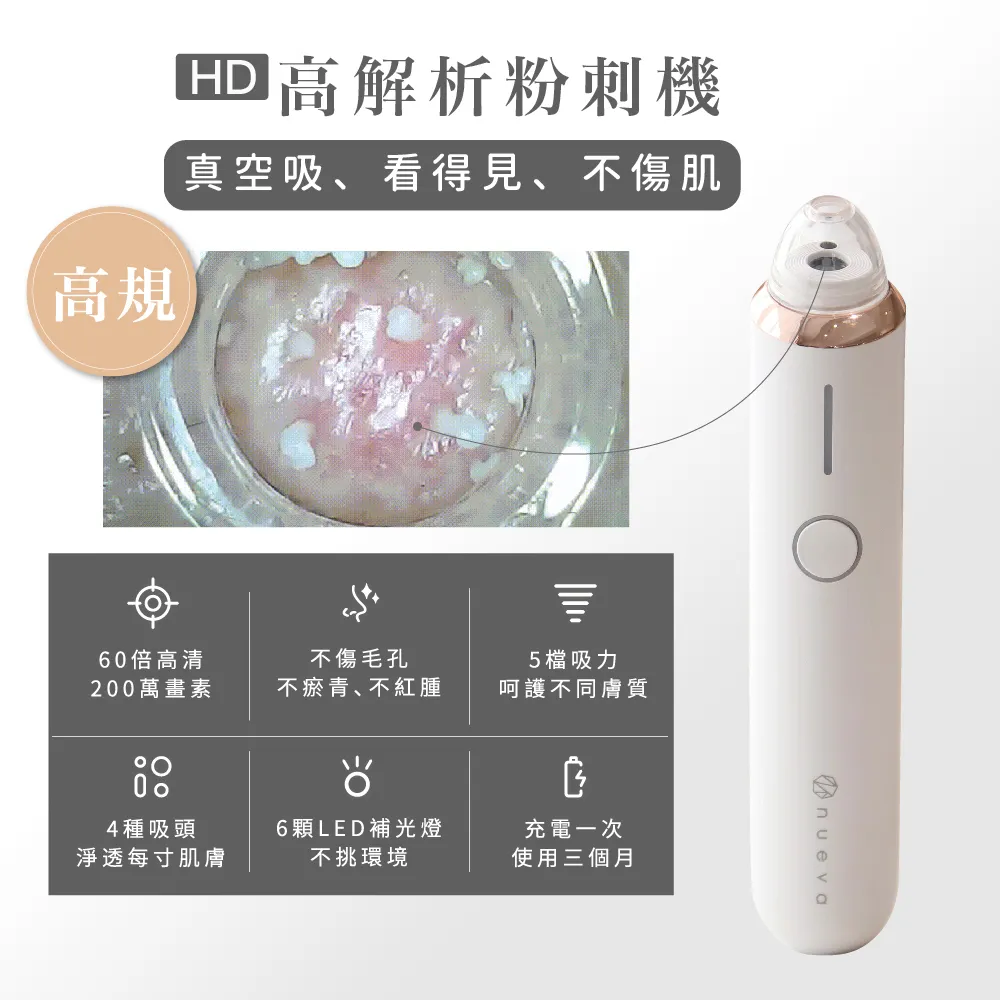 HD 高解析粉刺機
真空吸、看得見、不傷肌
高規
60倍高清
200萬畫素
不傷毛孔
不瘀青、不紅腫
5檔吸力
呵護不同膚質
4種吸頭
淨透每寸肌膚
6顆LED補光燈
不挑環境
充電一次
使用三個月
nueva